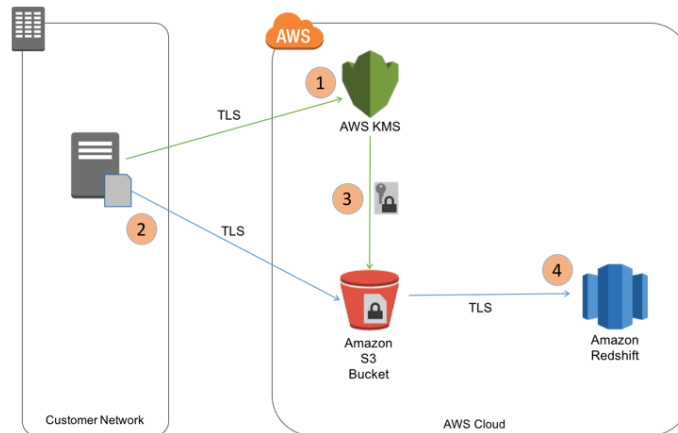 AWS
1
TLS
AWS KMS
3
2
TLS
4
TLS
Amazon
S3
Bucket
Amazon
Redshift
Customer Network
AWS Cloud